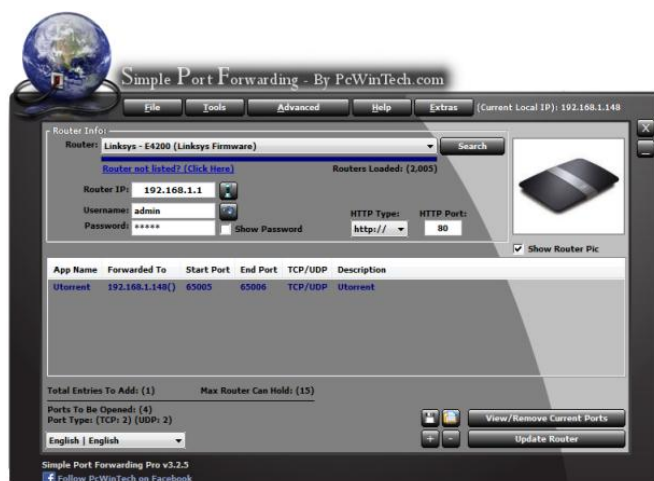 Simple Port Forwarding - By PcWinTech.com
File Tools Advanced Help Extras (Current Local IP): 192.168.1.148
X
Router Info:
Router: Linksys - E4200 (Linksys Firmware) Search
Router not listed? (Click Here) Routers Loaded: (2,005)
Router IP: 192.168.1.1
Username: admin HTTP Type: HTTP Port:
Password: ***** Show Password http:// 80
Show Router Pic
App Name Forwarded To Start Port End Port TCP/UDP Description
Utorrent 192.168.1.148() 65005 65006 TCP/UDP Utorrent
Total Entries To Add: (1) Max Router Can Hold: (15)
Ports To Be Opened: (4)
Port Type: (TCP: 2) (UDP: 2) View/Remove Current Ports
English | English + - Update Router
Simple Port Forwarding Pro v3.2.5
f Follow PcWinTech on Facebook